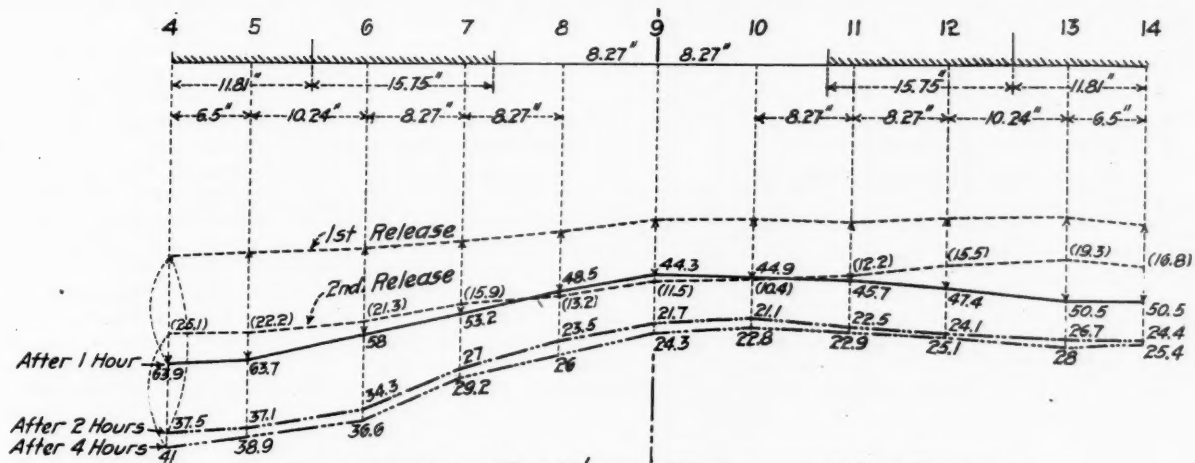 4 5 6 7 8 9 10 11 12 13 14
8.27" 8.27"
11.81" 15.75" 15.75" 11.81"
6.5" 10.24" 8.27" 8.27" 8.27" 8.27" 10.24" 6.5"
1st Release
2nd Release
(25.1) (22.2) (21.3) (15.9) (13.2) (11.5) (10.4) (12.2) (15.5) (19.3) (16.8)
After 1 Hour
63.9 63.7 58 53.2 48.5 44.3 44.9 45.7 47.4 50.5 50.5
After 2 Hours
37.5 37.1 34.3 27 23.5 21.7 21.1 22.5 24.1 26.7 24.4
After 4 Hours
41 38.9 36.6 29.2 26 24.3 22.8 22.9 25.1 28 25.4